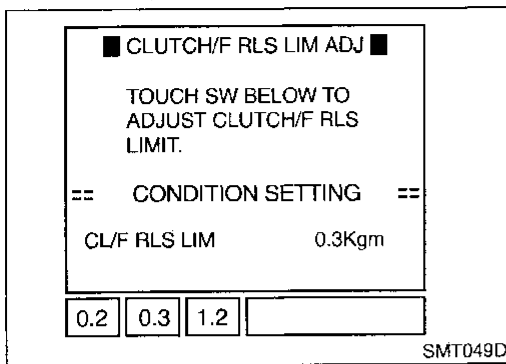 CLUTCH/F RLS LIM ADJ
TOUCH SW BELOW TO
ADJUST CLUTCH/F RLS
LIMIT.
== CONDITION SETTING ==
CL/F RLS LIM 0.3Kgm
0.2 0.3 1.2
SMT049D